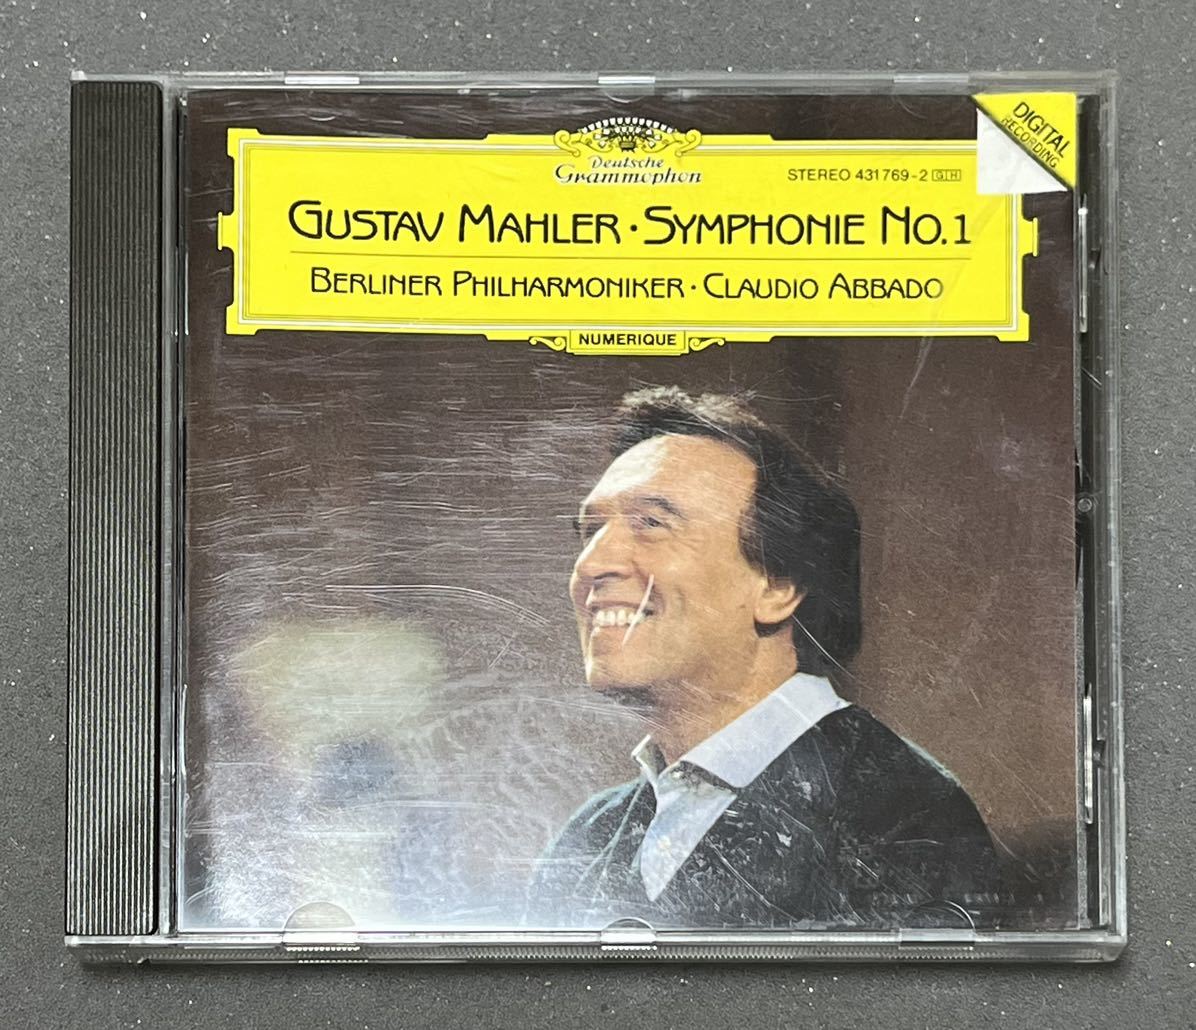 Deutsche
Grammophon
DIGITAL
RECORDING
STEREO 431 769-2 GH
GUSTAV MAHLER · SYMPHONIE NO. 1
BERLINER PHILHARMONIKER · CLAUDIO ABBADO
NUMERIQUE